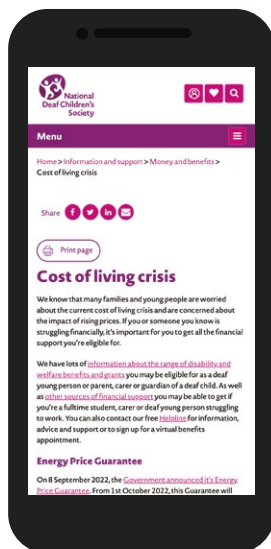 National
Deaf Children's
Society
Menu
Home > Information and support > Money and benefits >
Cost of living crisis
Share
Print page
Cost of living crisis
We know that many families and young people are worried
about the current cost of living crisis and are concerned about
the impact of rising prices. If you or someone you know is
struggling financially, it's important for you to get all the financial
support you're eligible for.
We have lots of information about the range of disability and
welfare benefits and grants you may be eligible for as a deaf
young person or parent, carer or guardian of a deaf child. As well
as other sources of financial support you may be able to get if
you're a fulltime student, carer or deaf young person struggling
to work. You can also contact our free Helpline for information,
advice and support or to sign up for a virtual benefits
appointment.
Energy Price Guarantee
On 8 September 2022, the Government announced it's Energy
Price Guarantee. From 1st October 2022, this Guarantee will